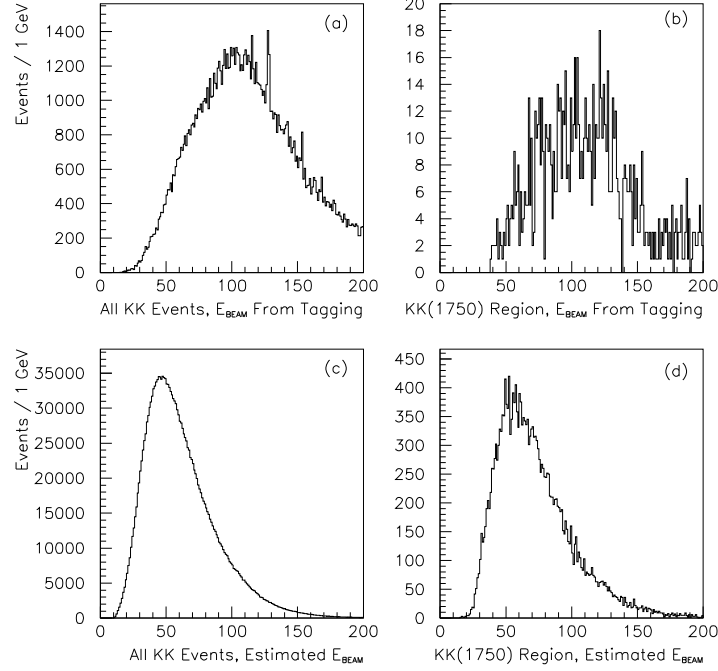 (a)
Events / 1 GeV
1400
1200
1000
800
600
400
200
0
0 50 100 150 200
All KK Events, E_BEAM From Tagging
(b)
20
18
16
14
12
10
8
6
4
2
0
0 50 100 150 200
KK(1750) Region, E_BEAM From Tagging
(c)
Events / 1 GeV
35000
30000
25000
20000
15000
10000
5000
0
0 50 100 150 200
All KK Events, Estimated E_BEAM
(d)
450
400
350
300
250
200
150
100
50
0
0 50 100 150 200
KK(1750) Region, Estimated E_BEAM